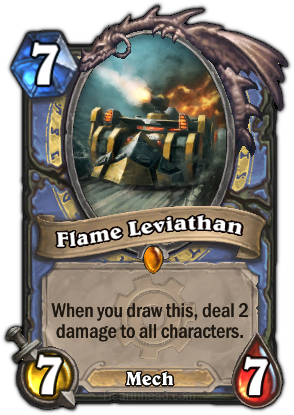 7
Flame Leviathan
When you draw this, deal 2
damage to all characters.
7
Mech
7